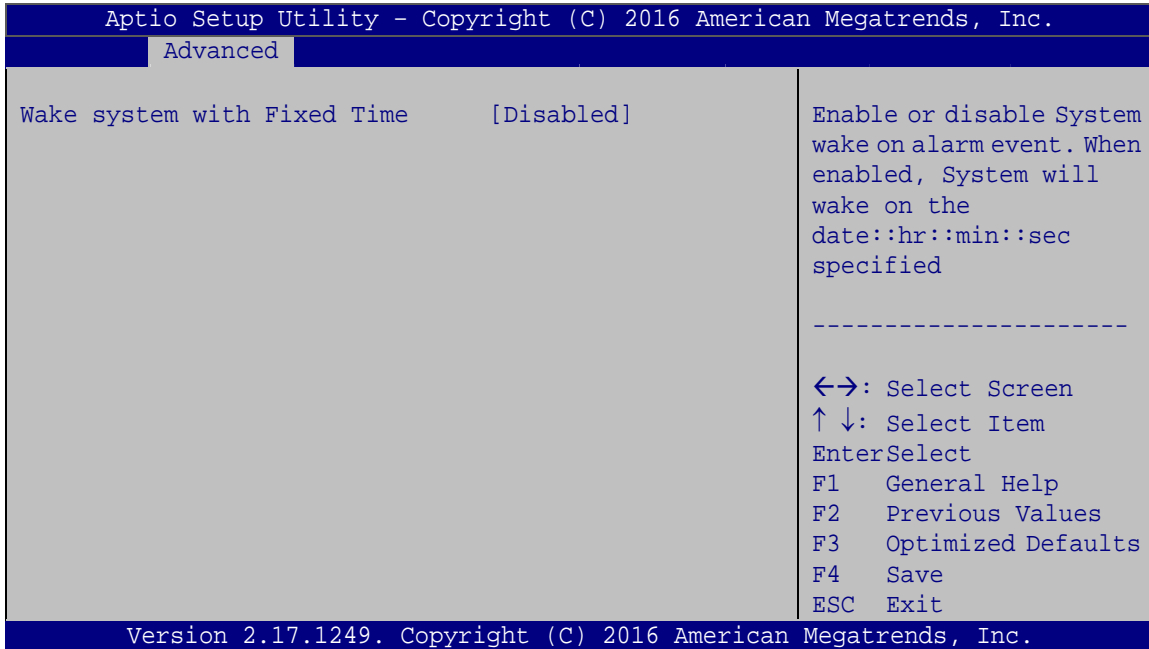 Aptio Setup Utility – Copyright (C) 2016 American Megatrends, Inc.
Advanced
Wake system with Fixed Time [Disabled]
Enable or disable System
wake on alarm event. When
enabled, System will
wake on the
date::hr::min::sec
specified
----------------------
←→: Select Screen
↑ ↓: Select Item
EnterSelect
F1 General Help
F2 Previous Values
F3 Optimized Defaults
F4 Save
ESC Exit
Version 2.17.1249. Copyright (C) 2016 American Megatrends, Inc.